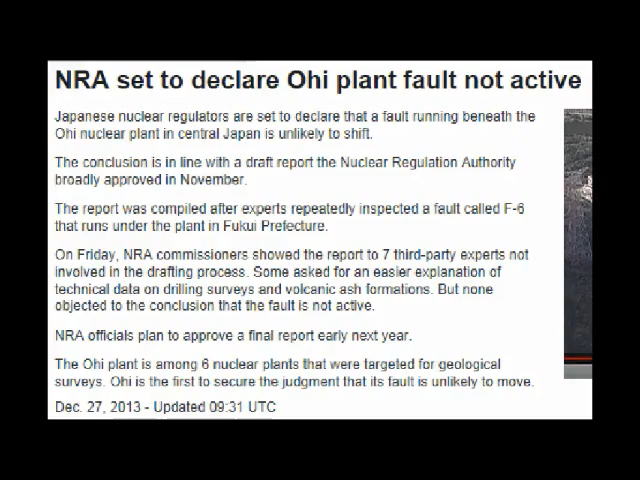 NRA set to declare Ohi plant fault not active
Japanese nuclear regulators are set to declare that a fault running beneath the
Ohi nuclear plant in central Japan is unlikely to shift.
The conclusion is in line with a draft report the Nuclear Regulation Authority
broadly approved in November.
The report was compiled after experts repeatedly inspected a fault called F-6
that runs under the plant in Fukui Prefecture.
On Friday, NRA commissioners showed the report to 7 third-party experts not
involved in the drafting process. Some asked for an easier explanation of
technical data on drilling surveys and volcanic ash formations. But none
objected to the conclusion that the fault is not active.
NRA officials plan to approve a final report early next year.
The Ohi plant is among 6 nuclear plants that were targeted for geological
surveys. Ohi is the first to secure the judgment that its fault is unlikely to move.
Dec. 27, 2013 - Updated 09:31 UTC